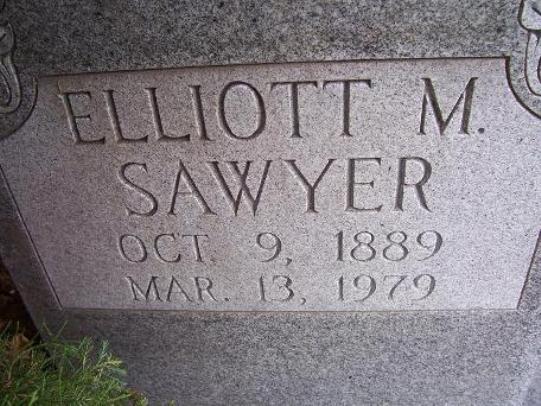 ELLIOTT M.
SAWYER
OCT. 9, 1889
MAR. 13, 1979